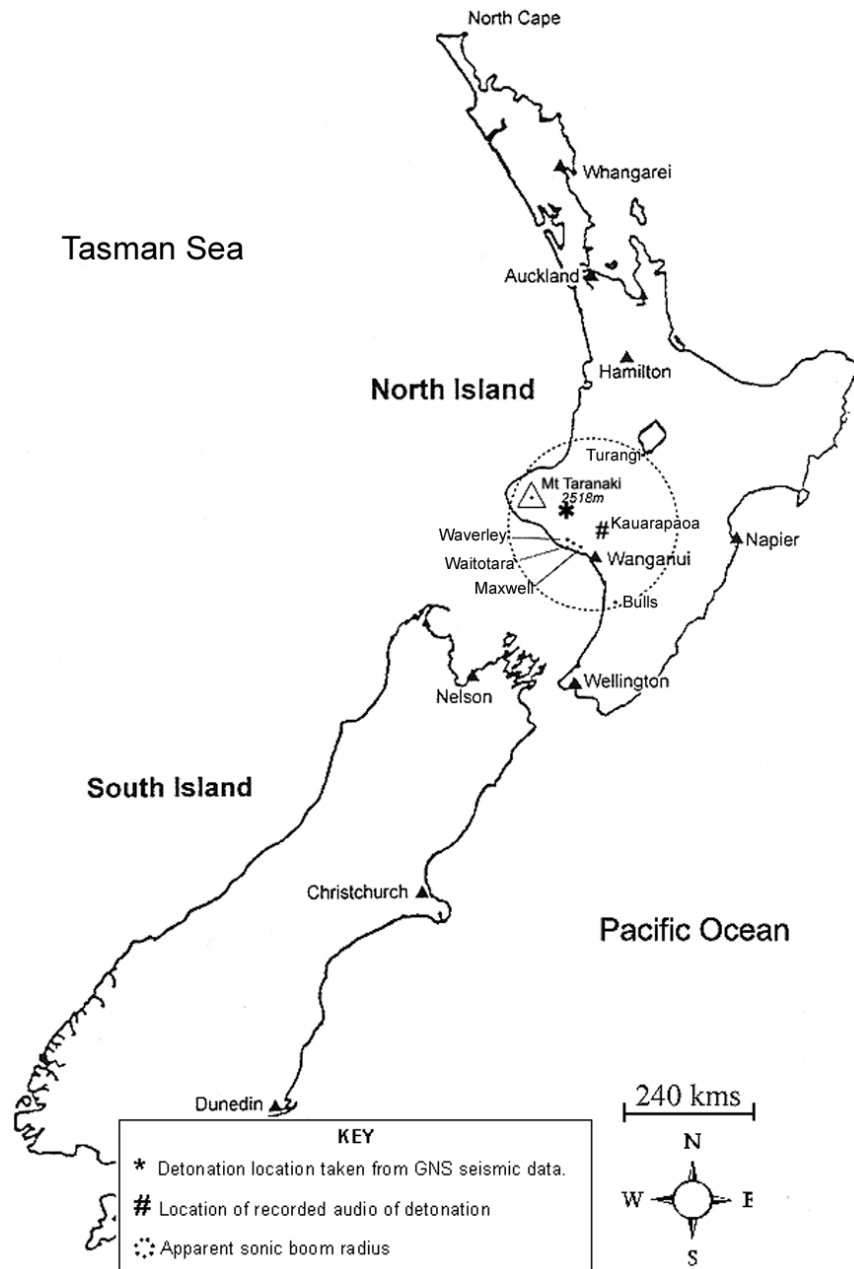 North Cape
Whangarei
Tasman Sea
Auckland
Hamilton
North Island
Turangi
Mt Taranaki
2518m
*
# Kauarapaoa
Waverley
Napier
Waitotara
Wanganui
Maxwell
Bulls
Nelson
Wellington
South Island
Christchurch
Pacific Ocean
240 kms
Dunedin
KEY
* Detonation location taken from GNS seismic data.
# Location of recorded audio of detonation
Apparent sonic boom radius
N
W E
S